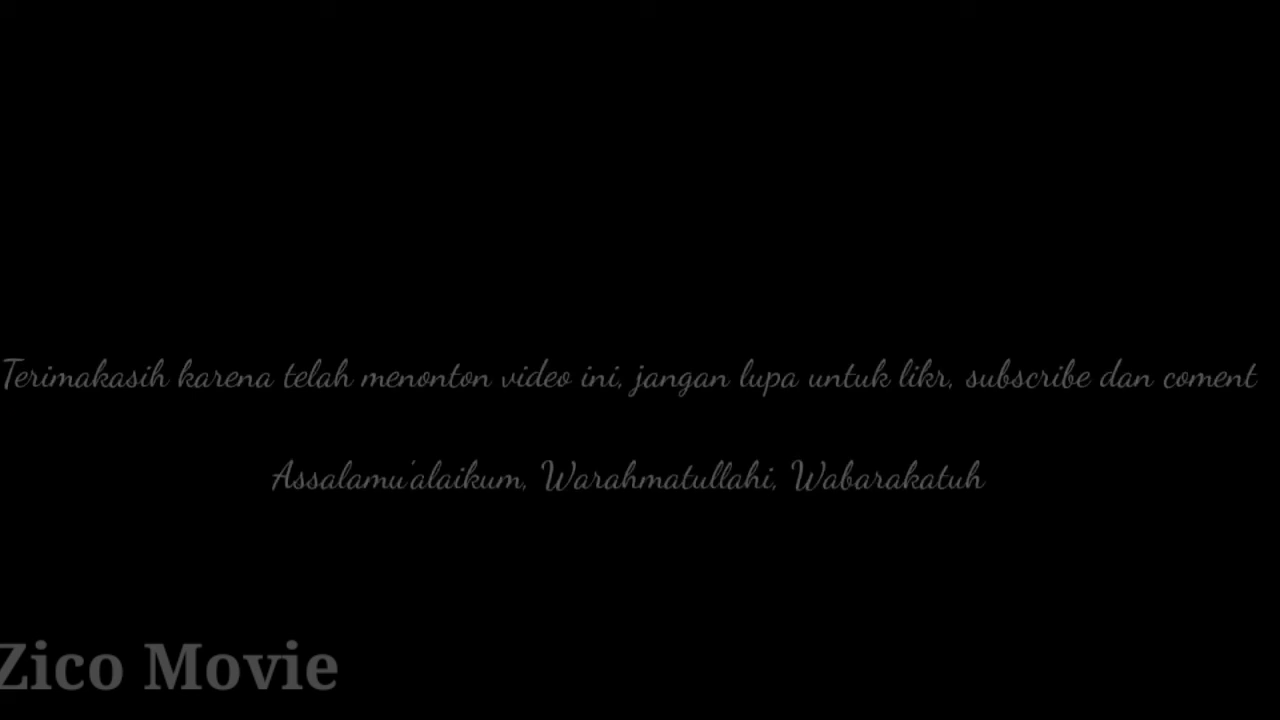 Terimakasih karena telah menonton video ini, jangan lupa untuk likr, subscribe dan coment
Assalamu'alaikum, Warahmatullahi, Wabarakatuh
Zico Movie